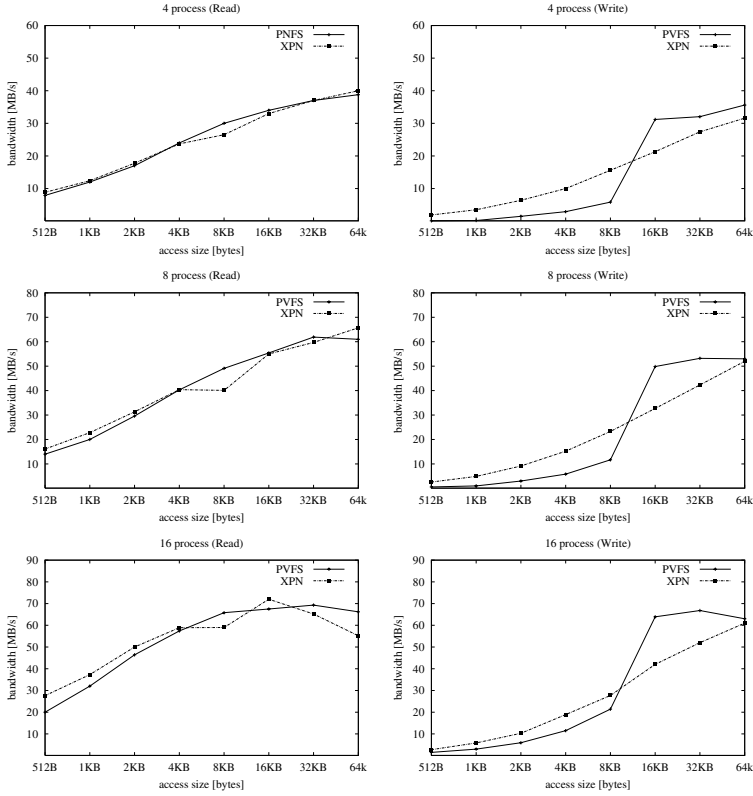 4 process (Read)
60
50
40
30
20
10
bandwidth [MB/s]
PNFS
XPN
512B 1KB 2KB 4KB 8KB 16KB 32KB 64k
access size [bytes]
4 process (Write)
60
50
40
30
20
10
bandwidth [MB/s]
PVFS
XPN
512B 1KB 2KB 4KB 8KB 16KB 32KB 64k
access size [bytes]
8 process (Read)
80
70
60
50
40
30
20
10
bandwidth [MB/s]
PVFS
XPN
512B 1KB 2KB 4KB 8KB 16KB 32KB 64k
access size [bytes]
8 process (Write)
80
70
60
50
40
30
20
10
bandwidth [MB/s]
PVFS
XPN
512B 1KB 2KB 4KB 8KB 16KB 32KB 64k
access size [bytes]
16 process (Read)
90
80
70
60
50
40
30
20
10
bandwidth [MB/s]
PVFS
XPN
512B 1KB 2KB 4KB 8KB 16KB 32KB 64k
access size [bytes]
16 process (Write)
90
80
70
60
50
40
30
20
10
bandwidth [MB/s]
PVFS
XPN
512B 1KB 2KB 4KB 8KB 16KB 32KB 64k
access size [bytes]